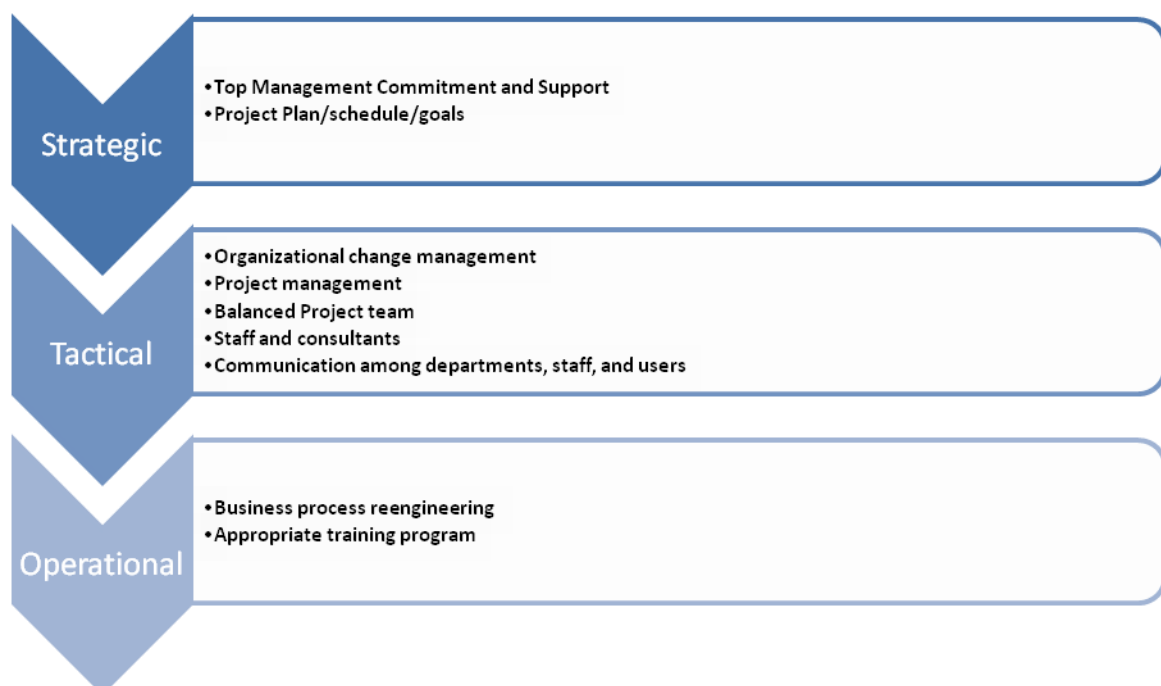 Strategic
•Top Management Commitment and Support
•Project Plan/schedule/goals
Tactical
•Organizational change management
•Project management
•Balanced Project team
•Staff and consultants
•Communication among departments, staff, and users
Operational
•Business process reengineering
•Appropriate training program